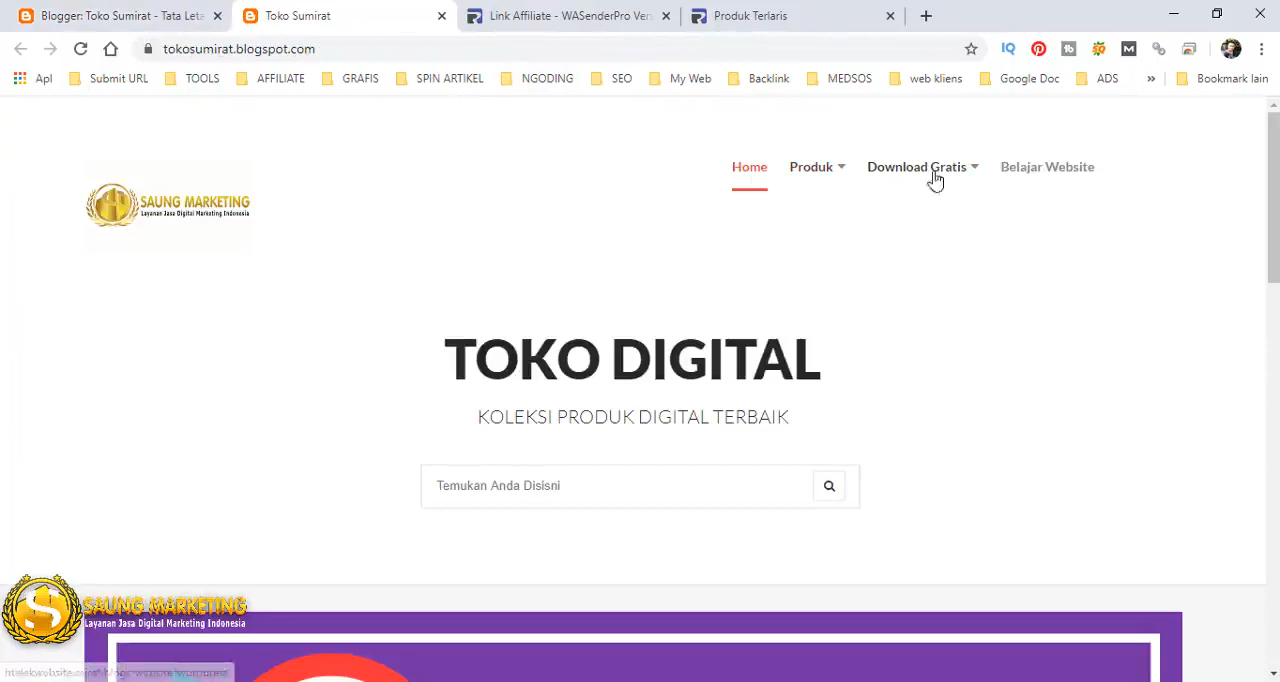 Blogger: Toko Sumirat - Tata Leta
Toko Sumirat
Link Affiliate - WASenderPro Vers
Produk Terlaris
tokosumirat.blogspot.com
Apl
Submit URL
TOOLS
AFFILIATE
GRAFIS
SPIN ARTIKEL
NGODING
SEO
My Web
Backlink
MEDSOS
web kliens
Google Doc
ADS
Bookmark lain
Home
Produk
Download Gratis
Belajar Website
SAUNG MARKETING
Layanan Jasa Digital Marketing Indonesia
TOKO DIGITAL
KOLEKSI PRODUK DIGITAL TERBAIK
Temukan Anda Disisni
SAUNG MARKETING
Layanan Jasa Digital Marketing Indonesia